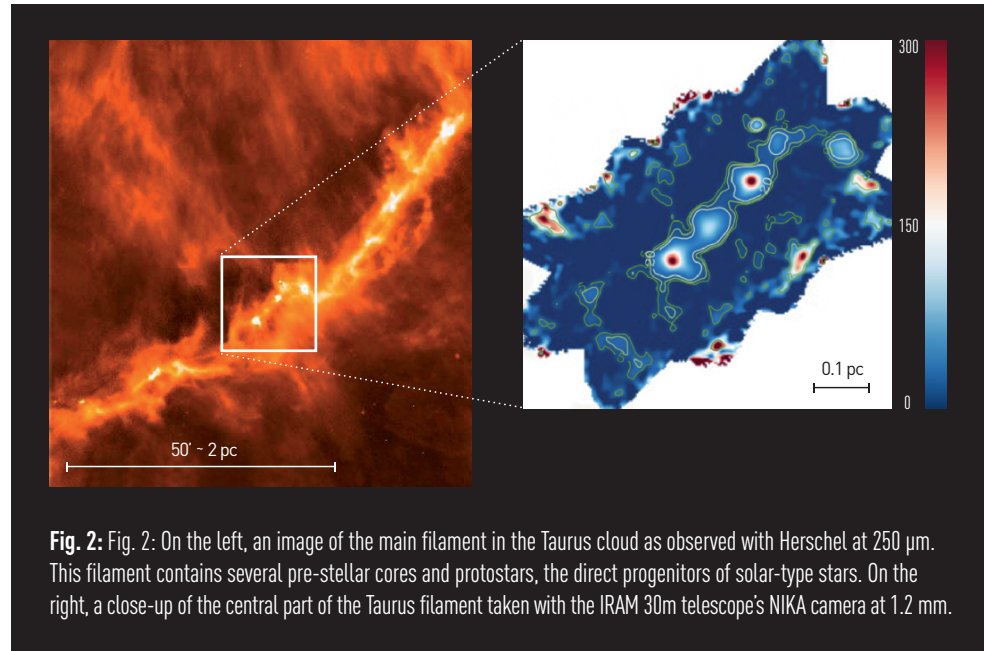 300
150
0
0.1 pc
50' ~ 2 pc
Fig. 2: Fig. 2: On the left, an image of the main filament in the Taurus cloud as observed with Herschel at 250 µm.
This filament contains several pre-stellar cores and protostars, the direct progenitors of solar-type stars. On the
right, a close-up of the central part of the Taurus filament taken with the IRAM 30m telescope's NIKA camera at 1.2 mm.